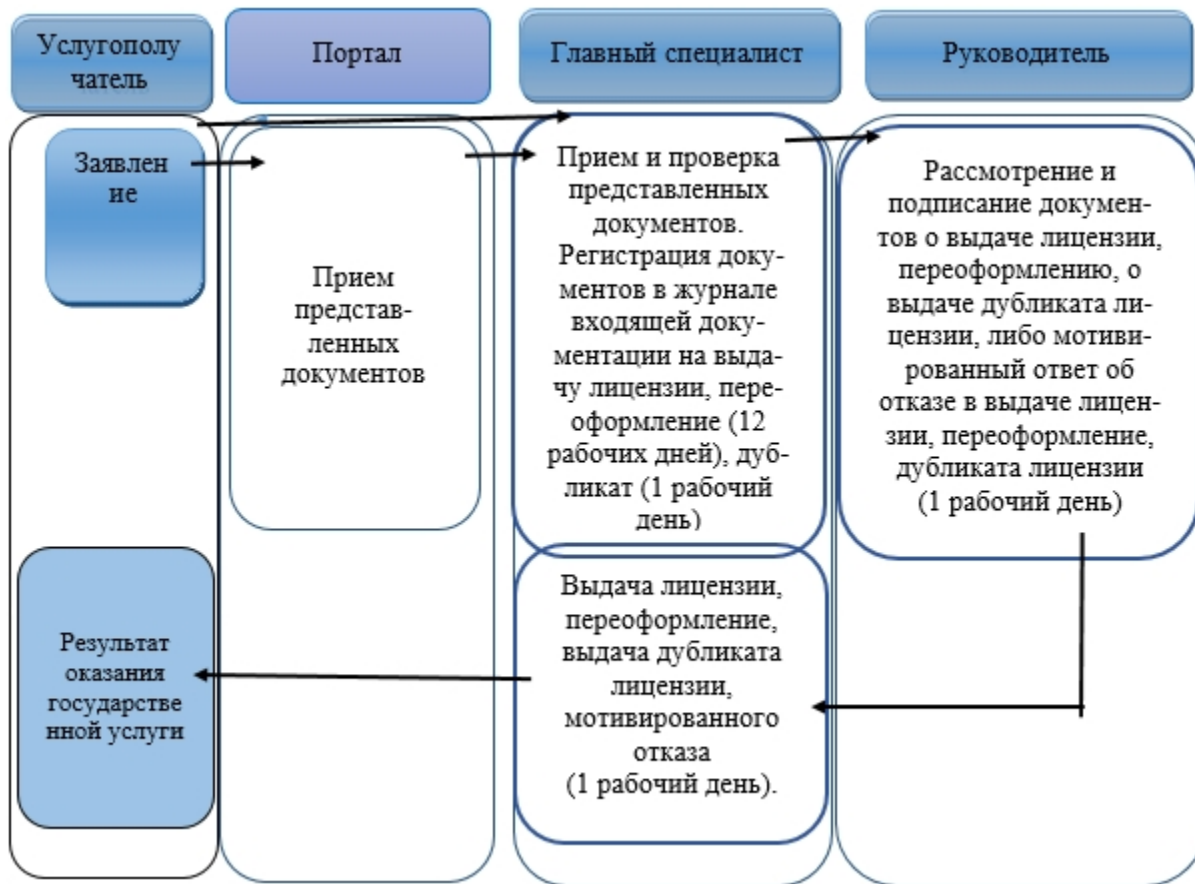 Услугополу
чатель
Портал
Главный специалист
Руководитель
Заявлен
ие
Прием
представ-
ленных
документов
Прием и проверка
представленных
документов.
Регистрация доку-
ментов в журнале
входящей доку-
ментации на выда-
чу лицензии, пере-
оформление (12
рабочих дней), дуб-
ликат (1 рабочий
день)
Рассмотрение и
подписание докумен-
тов о выдаче лицензии,
переоформлению, о
выдаче дубликата ли-
цензии, либо мотиви-
рованный ответ об
отказе в выдаче лицен-
зии, переоформление,
дубликата лицензии
(1 рабочий день)
Выдача лицензии,
переоформление,
выдача дубликата
лицензии,
мотивированного
отказа
(1 рабочий день).
Результат
оказания
государстве
нной услуги